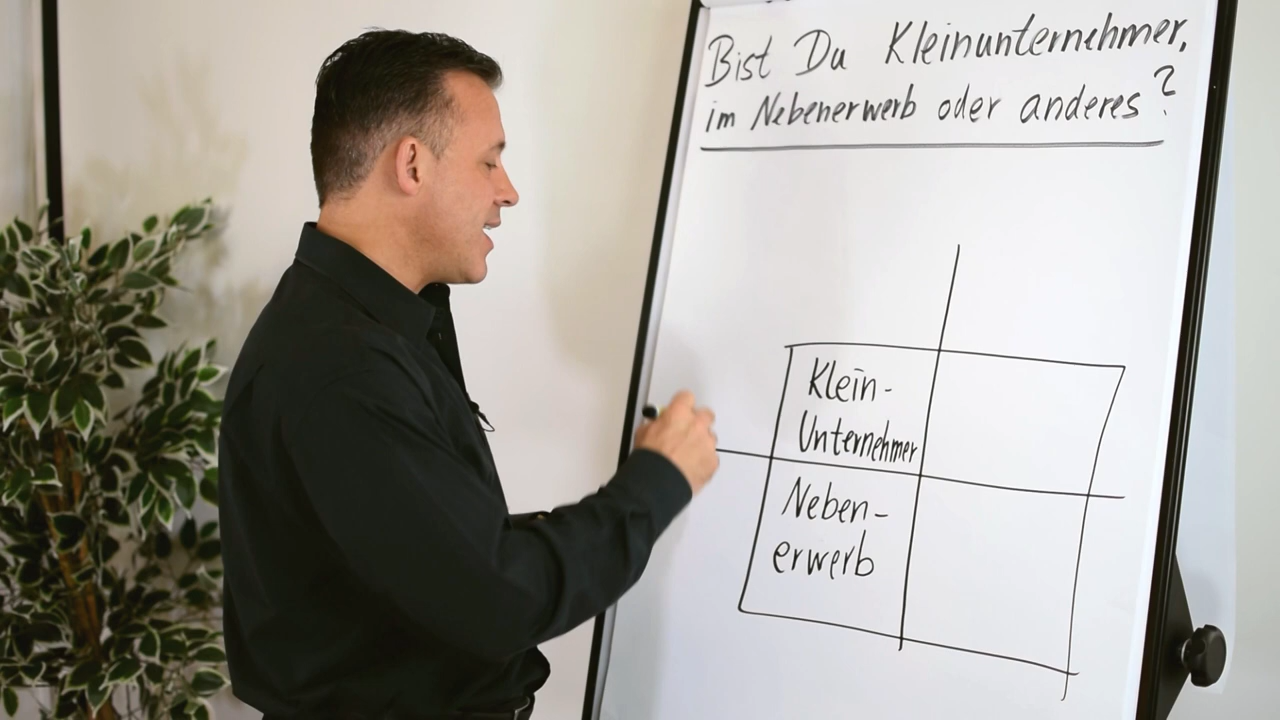 Bist Du Kleinunternehmer,
im Nebenerwerb oder anderes?
Klein-
Unternehmer
Neben-
erwerb